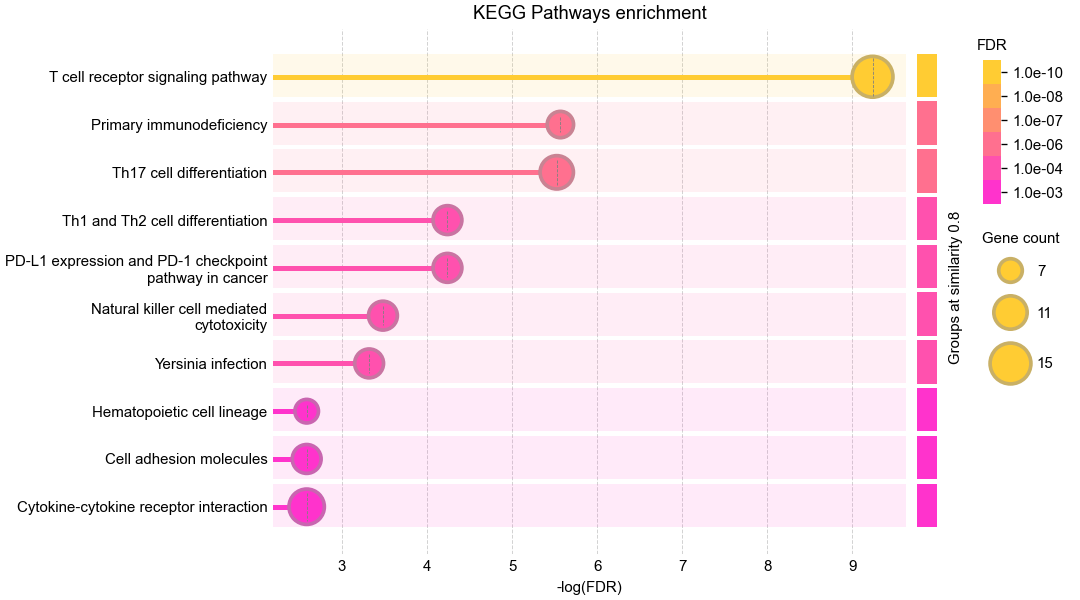 KEGG Pathways enrichment
T cell receptor signaling pathway
Primary immunodeficiency
Th17 cell differentiation
Th1 and Th2 cell differentiation
PD-L1 expression and PD-1 checkpoint
pathway in cancer
Natural killer cell mediated
cytotoxicity
Yersinia infection
Hematopoietic cell lineage
Cell adhesion molecules
Cytokine-cytokine receptor interaction
3 4 5 6 7 8 9
-log(FDR)
Groups at similarity 0.8
FDR
1.0e-10
1.0e-08
1.0e-07
1.0e-06
1.0e-04
1.0e-03
Gene count
7
11
15